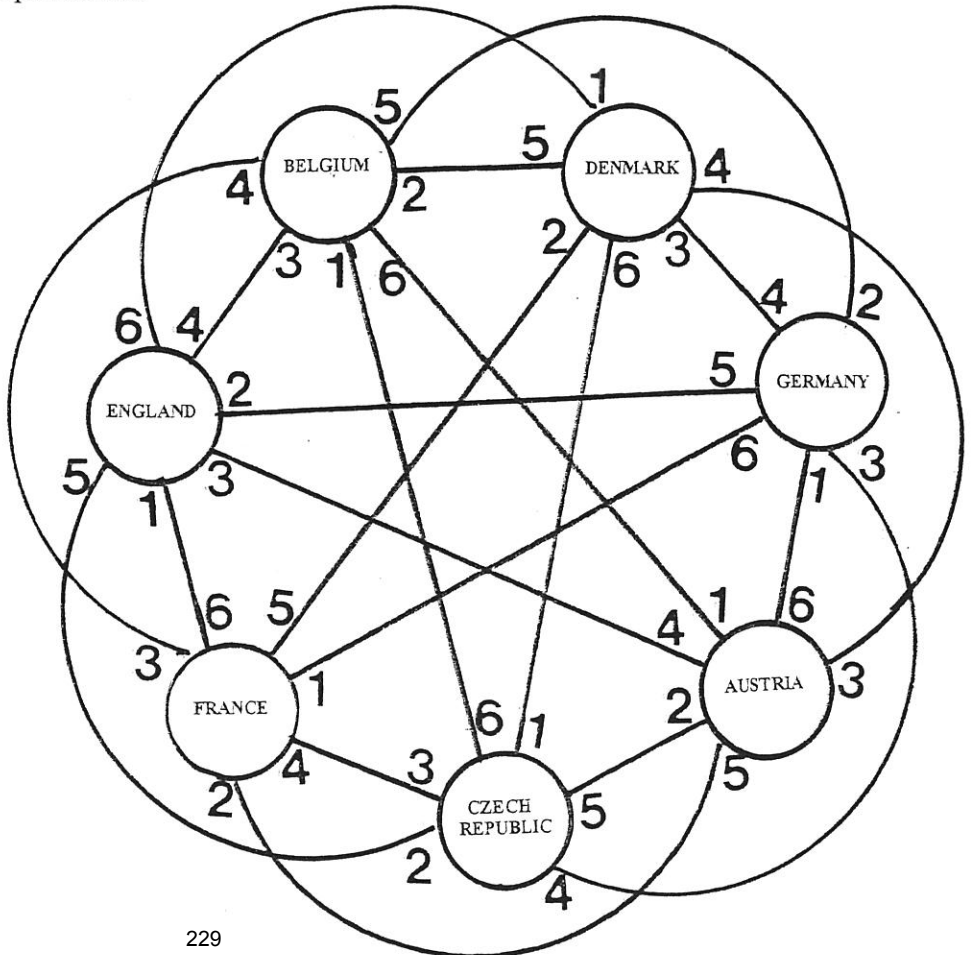 5 1
BELGIUM 5 DENMARK 4
4 2
3 1 6 2 6 3
6 4 4 2
ENGLAND 2 5 GERMANY
5 1 3 6 1 3
6 5 4 1 6
3 FRANCE 1 2 AUSTRIA 3
2 4 3 6 1 5
CZECH
REPUBLIC 5
2 4
229